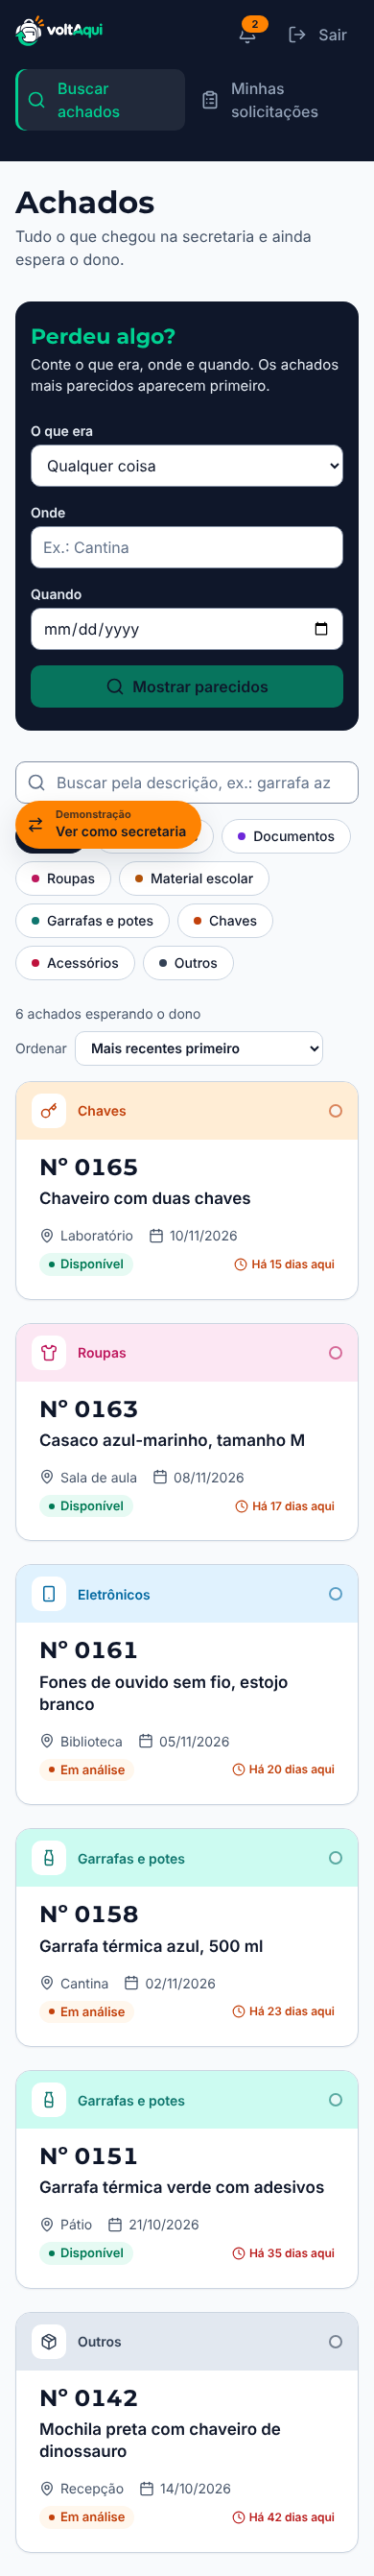 voltAqui
2
Sair
Buscar
achados
Minhas
solicitações
Achados
Tudo o que chegou na secretaria e ainda
espera o dono.
Perdeu algo?
Conte o que era, onde e quando. Os achados
mais parecidos aparecem primeiro.
O que era
Qualquer coisa
Onde
Ex.: Cantina
Quando
mm/dd/yyyy
Mostrar parecidos
Buscar pela descrição, ex.: garrafa az
Demonstração
Ver como secretaria
Documentos
Roupas
Material escolar
Garrafas e potes
Chaves
Acessórios
Outros
6 achados esperando o dono
Ordenar
Mais recentes primeiro
Chaves
Nº 0165
Chaveiro com duas chaves
Laboratório
10/11/2026
Disponível
Há 15 dias aqui
Roupas
Nº 0163
Casaco azul-marinho, tamanho M
Sala de aula
08/11/2026
Disponível
Há 17 dias aqui
Eletrônicos
Nº 0161
Fones de ouvido sem fio, estojo
branco
Biblioteca
05/11/2026
Em análise
Há 20 dias aqui
Garrafas e potes
Nº 0158
Garrafa térmica azul, 500 ml
Cantina
02/11/2026
Em análise
Há 23 dias aqui
Garrafas e potes
Nº 0151
Garrafa térmica verde com adesivos
Pátio
21/10/2026
Disponível
Há 35 dias aqui
Outros
Nº 0142
Mochila preta com chaveiro de
dinossauro
Recepção
14/10/2026
Em análise
Há 42 dias aqui